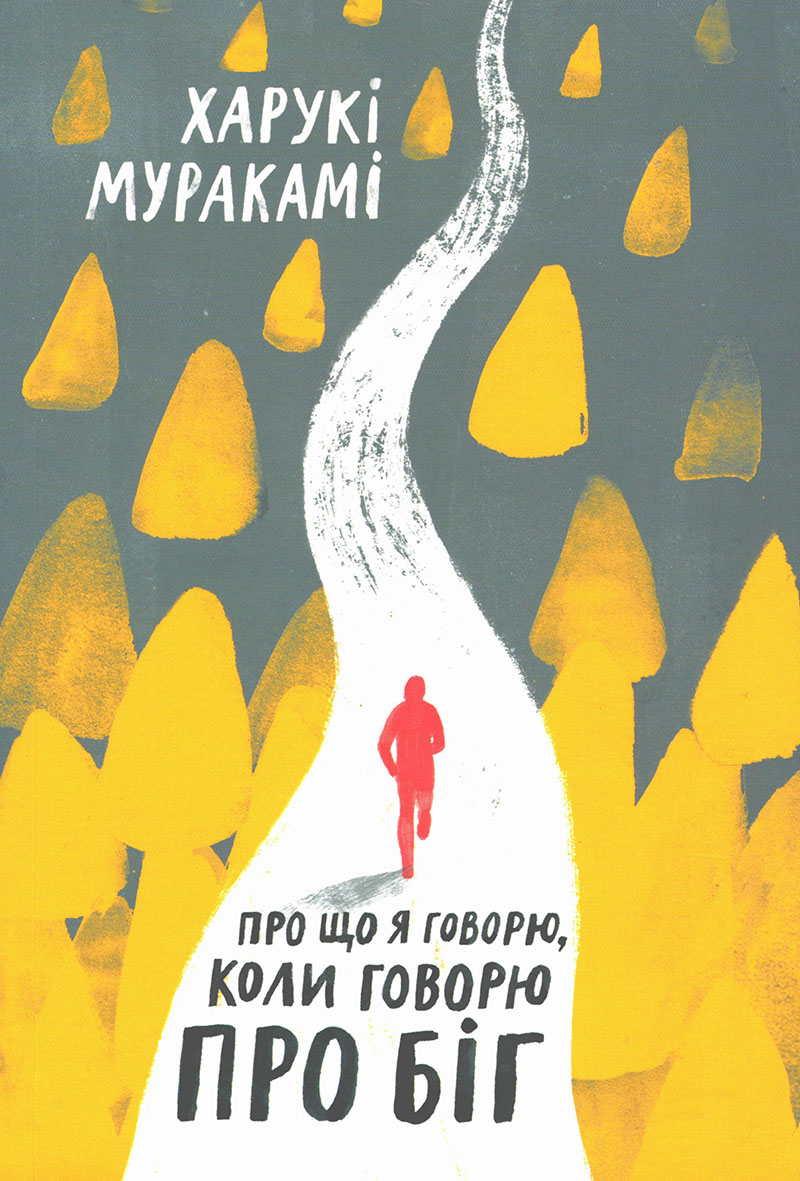 ХАРУКІ
МУРАКАМІ
ПРО ЩО Я ГОВОРЮ,
КОЛИ ГОВОРЮ
ПРО БІГ